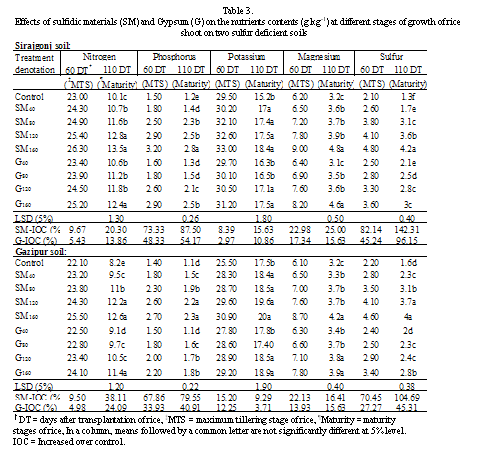 Table 3.
Effects of sulfidic materials (SM) and Gypsum (G) on the nutrients contents (g kg⁻¹) at different stages of growth of rice
shoot on two sulfur deficient soils
Sirajgonj soil:
Treatment Nitrogen Phosphorus Potassium Magnesium Sulfur
denotation 60 DT* 110 DT 60 DT 110 DT 60 DT 110 DT 60 DT 110 DT 60 DT 110 DT
(MTS) (Maturity) (MTS) (Maturity) (MTS) (Maturity) (MTS) (Maturity) (MTS) (Maturity)
Control 23.00 10.1c 1.50 1.2e 29.50 15.2b 6.20 3.2c 2.10 1.3f
SM60 24.30 10.7b 1.80 1.4d 30.20 17a 6.50 3.6b 2.60 1.7e
SM80 24.90 11.6b 2.50 2.3b 32.10 17.4a 7.20 3.7b 3.80 3.1c
SM120 25.40 12.8a 2.90 2.5b 32.60 17.5a 7.80 3.9b 4.10 3.6b
SM160 26.30 13.5a 3.20 2.8a 33.00 18.4a 9.00 4.8a 4.80 4.2a
G60 23.40 10.6b 1.60 1.3d 29.70 16.3b 6.40 3.1c 2.50 2.1e
G80 23.90 11.2b 1.80 1.5d 30.10 16.5b 6.90 3.5b 2.80 2.5d
G120 24.50 11.8b 2.60 2.1c 30.50 17.1a 7.60 3.6b 3.30 2.8c
G160 25.20 12.4a 2.90 2.5b 31.20 17.5a 8.20 4.6a 3.60 3c
LSD (5%) 1.30 0.26 1.80 0.50 0.40
SM-IOC (% 9.67 20.30 73.33 87.50 8.39 15.63 22.98 25.00 82.14 142.31
G-IOC (%) 5.43 13.86 48.33 54.17 2.97 10.86 17.34 15.63 45.24 96.15
Gazipur soil:
Control 22.10 8.2e 1.40 1.1d 25.50 17.5b 6.10 3.2c 2.20 1.6d
SM60 23.20 9.5c 1.80 1.5c 28.30 18.4a 6.50 3.3b 2.80 2.3c
SM80 23.80 11b 2.30 1.9b 28.70 18.5a 7.00 3.7b 3.50 3.1b
SM120 24.30 12.2a 2.60 2.2a 29.60 19.6a 7.60 3.7b 4.10 3.7a
SM160 25.50 12.6a 2.70 2.3a 30.90 20a 8.70 4.2a 4.60 4a
G60 22.50 9.1d 1.50 1.1d 27.80 17.8b 6.30 3.4b 2.40 2d
G80 22.80 9.7c 1.80 1.6c 28.60 17.40 6.60 3.7b 2.50 2.3c
G120 23.40 10.5c 2.00 1.7b 28.90 18.5a 7.10 3.8a 2.90 2.4c
G160 24.10 11.4a 2.20 1.8b 29.20 18.9a 7.80 3.9a 3.40 2.8b
LSD (5%) 1.20 0.22 1.90 0.40 0.38
SM-IOC (% 9.50 38.11 67.86 79.55 15.20 9.29 22.13 16.41 70.45 104.69
G-IOC (%) 4.98 24.09 33.93 40.91 12.25 3.71 13.93 15.63 27.27 45.31
DT = days after transplantation of rice, MTS = maximum tillering stage of rice, Maturity = maturity
stages of rice, In a column, means followed by a common letter are not significantly different at 5% level.
IOC = Increased over control.